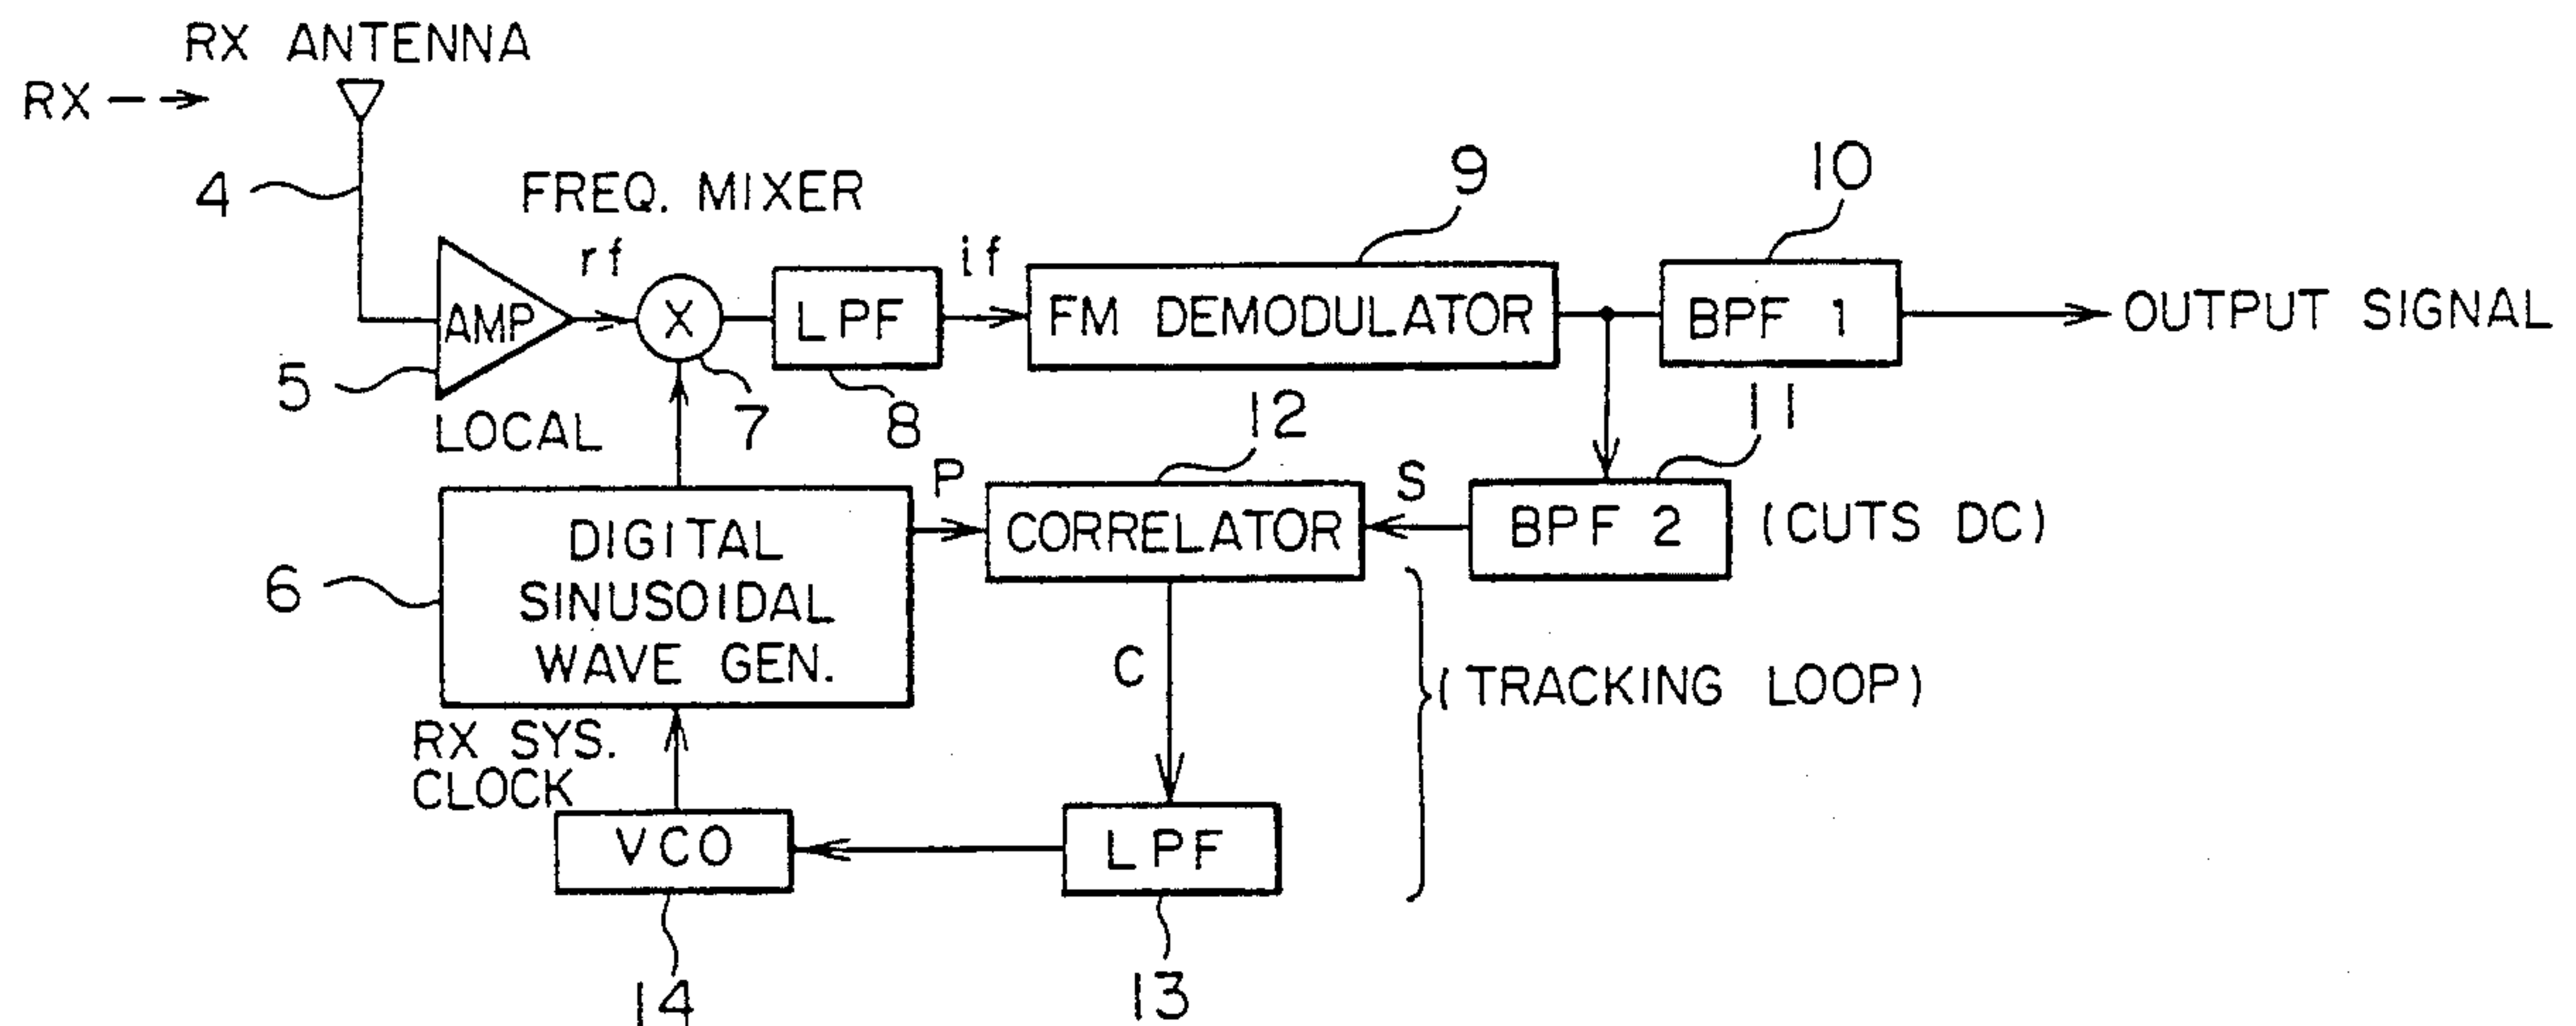 RX ANTENNA
RX
4
FREQ. MIXER
9
10
rf
if
AMP
X
LPF
FM DEMODULATOR
BPF 1
OUTPUT SIGNAL
5
LOCAL
7
8
12
11
P
S
DIGITAL
SINUSOIDAL
WAVE GEN.
CORRELATOR
BPF 2
(CUTS DC)
6
C
(TRACKING LOOP)
RX SYS.
CLOCK
VCO
LPF
14
13